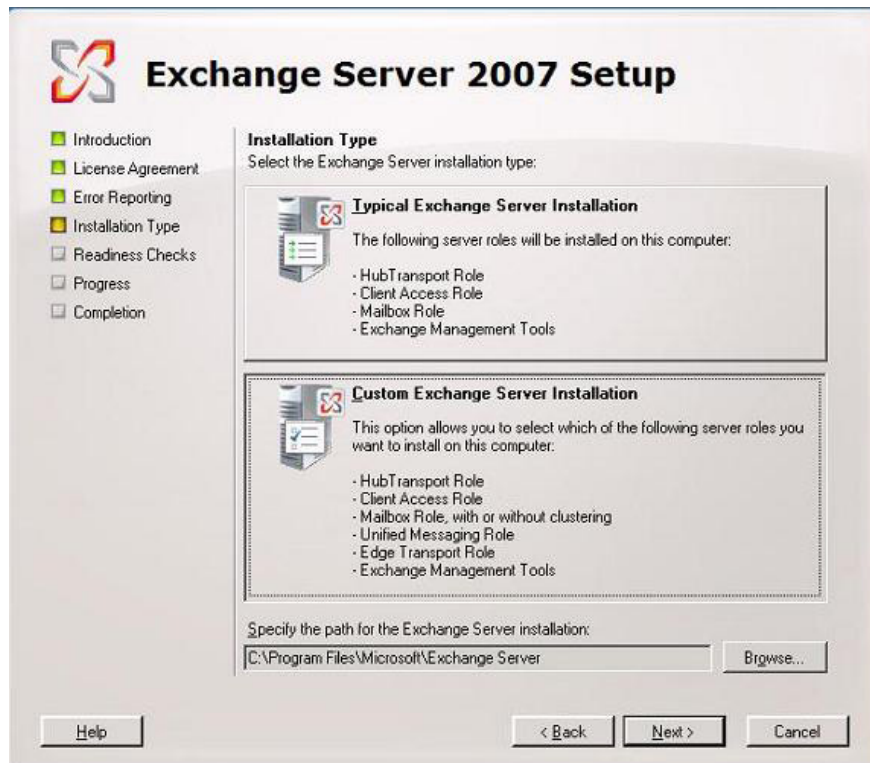 Exchange Server 2007 Setup
Introduction
License Agreement
Error Reporting
Installation Type
Readiness Checks
Progress
Completion
Installation Type
Select the Exchange Server installation type:
Typical Exchange Server Installation
The following server roles will be installed on this computer:
- HubTransport Role
- Client Access Role
- Mailbox Role
- Exchange Management Tools
Custom Exchange Server Installation
This option allows you to select which of the following server roles you
want to install on this computer:
- HubTransport Role
- Client Access Role
- Mailbox Role, with or without clustering
- Unified Messaging Role
- Edge Transport Role
- Exchange Management Tools
Specify the path for the Exchange Server installation:
C:\Program Files\Microsoft\Exchange Server
Browse...
Help
< Back
Next >
Cancel